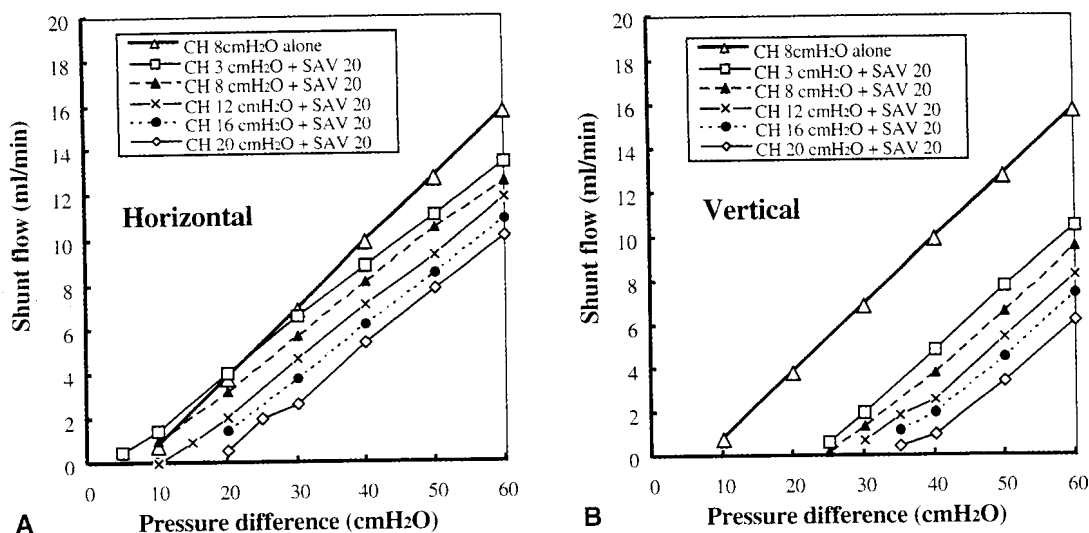 20
18
16
14
12
10
8
6
4
2
0
Shunt flow (ml/min)
CH 8cmH2O alone
CH 3 cmH2O + SAV 20
CH 8 cmH2O + SAV 20
CH 12 cmH2O + SAV 20
CH 16 cmH2O + SAV 20
CH 20 cmH2O + SAV 20
Horizontal
0 10 20 30 40 50 60
A Pressure difference (cmH2O)
20
18
16
14
12
10
8
6
4
2
0
Shunt flow (ml/min)
CH 8cmH2O alone
CH 3 cmH2O + SAV 20
CH 8 cmH2O + SAV 20
CH 12 cmH2O + SAV 20
CH 16 cmH2O + SAV 20
CH 20 cmH2O + SAV 20
Vertical
0 10 20 30 40 50 60
B Pressure difference (cmH2O)